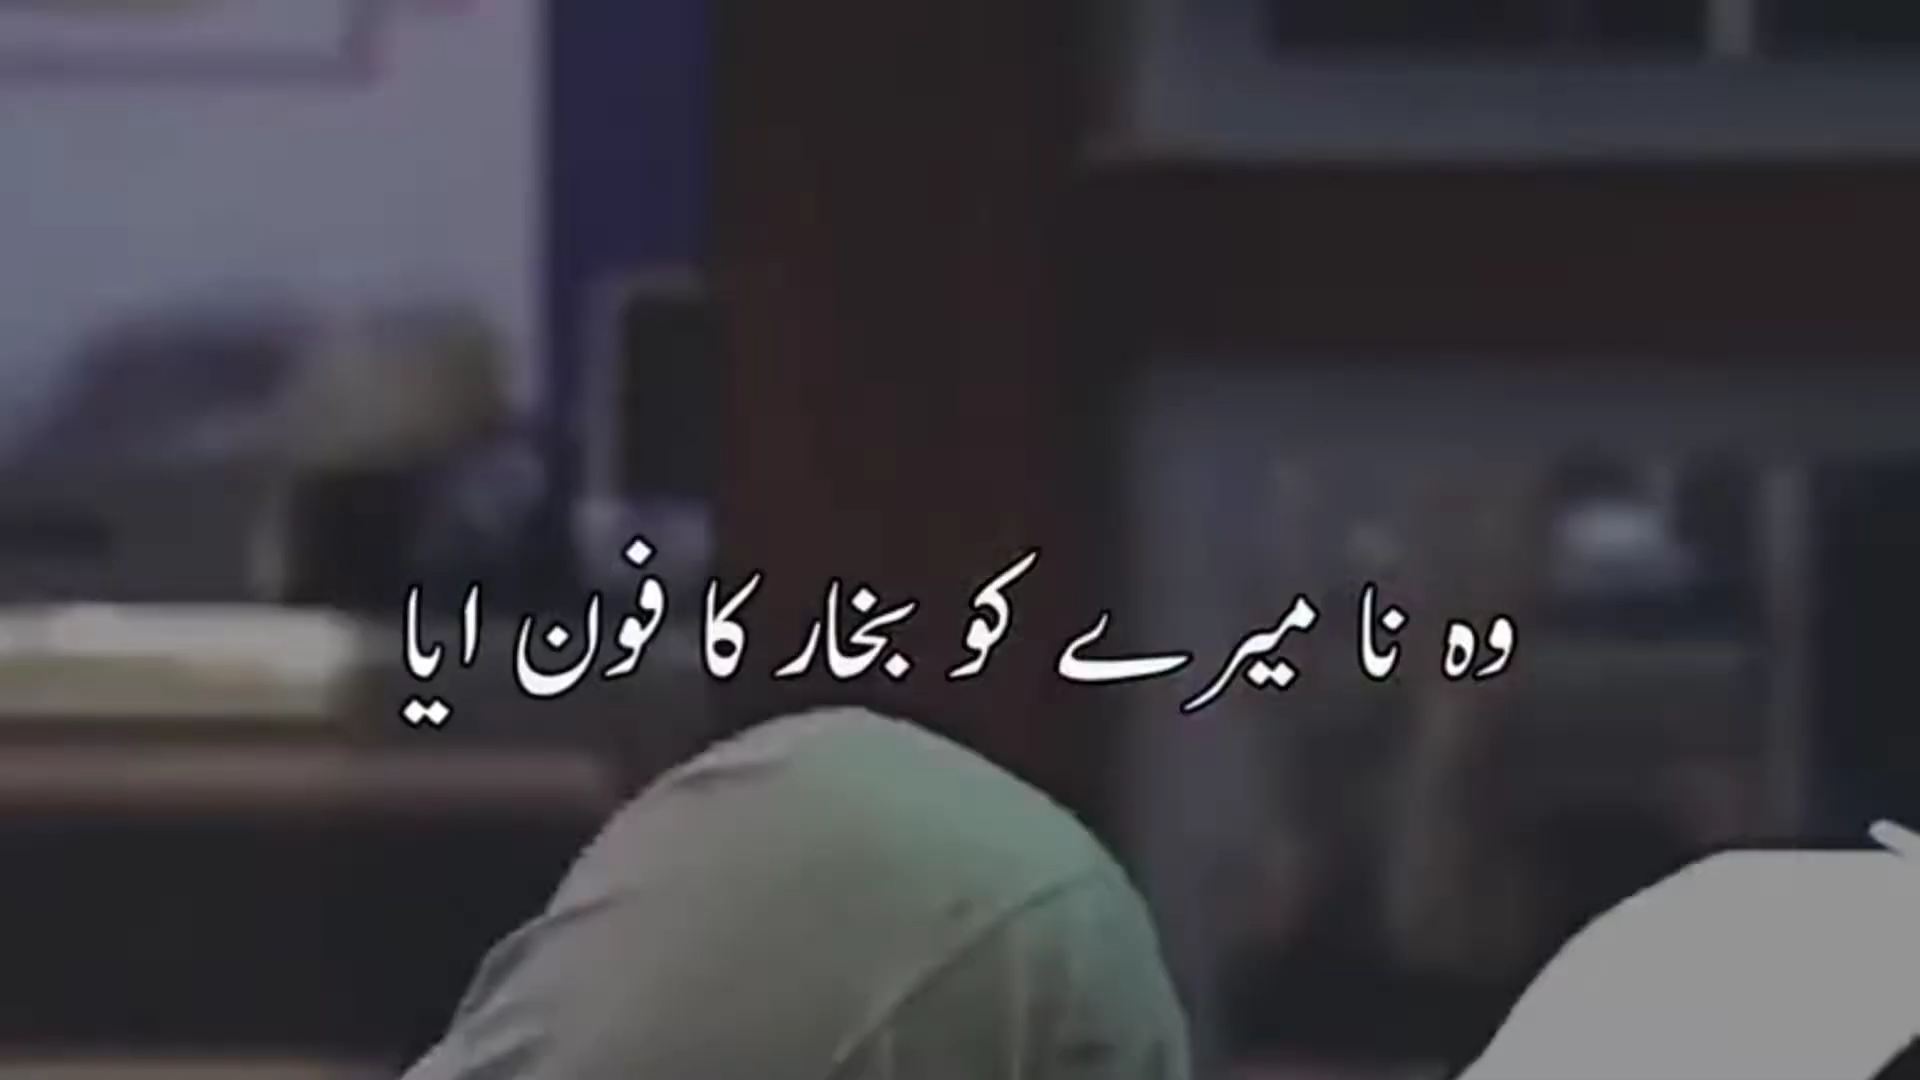 وہ نا میرے کو بخار کا فون ایا